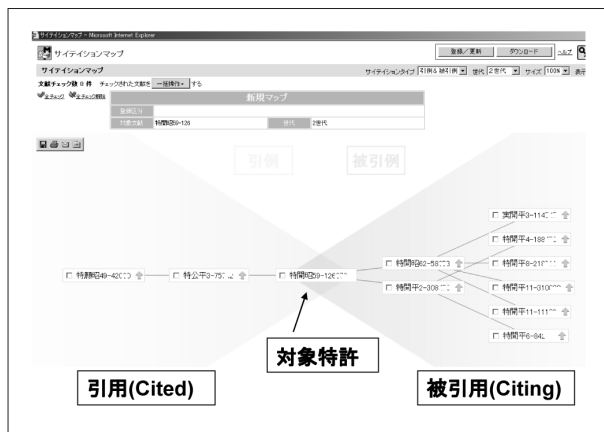 サイテイションマップ - Microsoft Internet Explorer
サイテイションマップ
登録／更新 ダウンロード ヘルプ
サイテイションマップ
サイテイションタイプ 引例&被引例 世代 2世代 サイズ 100% 表示
文献チェック数 0 件 チェックされた文献を 一括操作 する
全チェック 全チェック解除
新規マップ
登録区分
対象文献 特開昭59-126 世代 2世代
引例 被引例
実開平3-114
特開平4-188
特開昭62-58
特開平8-218
特願昭49-42 特公平3-75 特開昭59-126
特開平2-308
特開平11-310
特開平11-111
特開平6-84
対象特許
引用(Cited) 被引用(Citing)